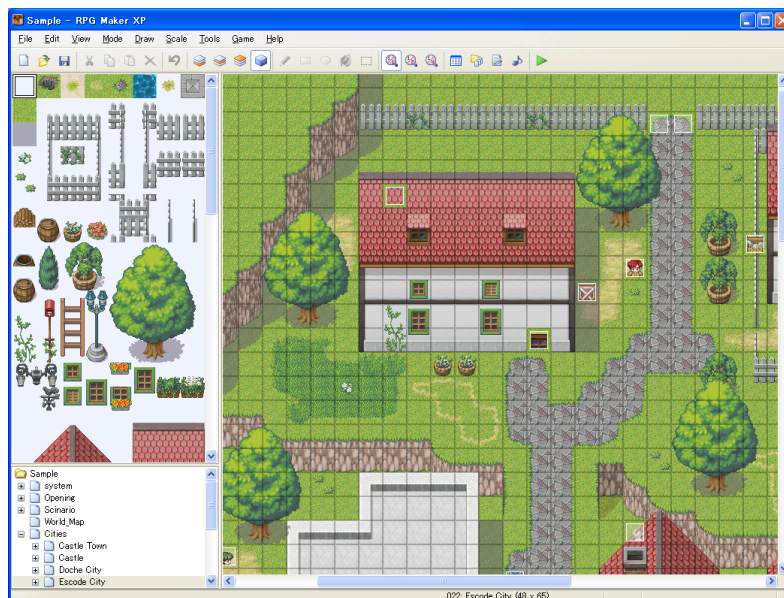 Sample - RPG Maker XP
File Edit View Mode Draw Scale Tools Game Help
Sample
system
Opening
Scinario
World_Map
Cities
Castle Town
Castle
Doche City
Escode City
022: Escode City (48 x 65)